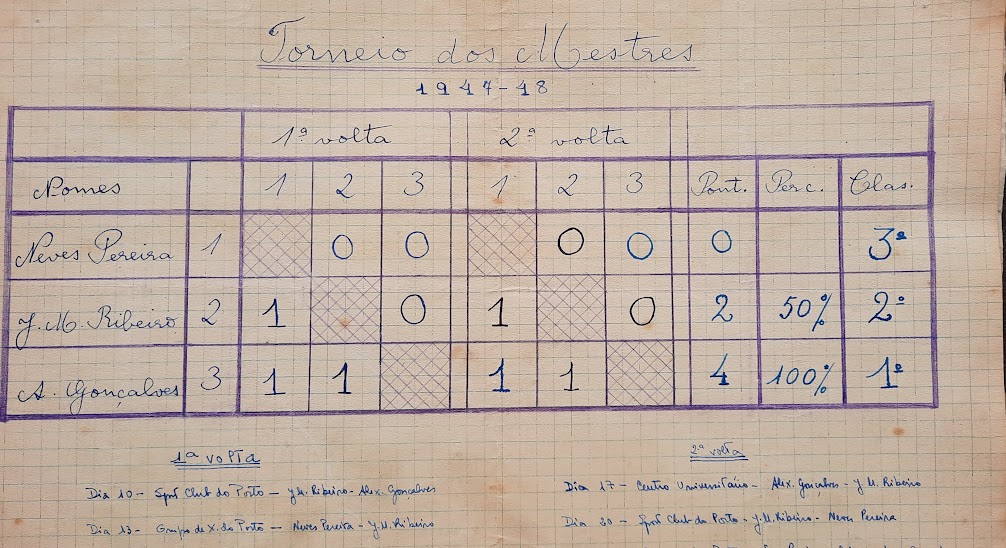 Torneio dos Mestres
1947-48
1ª volta 2ª volta
Nomes 1 2 3 1 2 3 Pont. Perc. Clas.
Neves Pereira 1 0 0 0 0 0 3º
J. M. Ribeiro 2 1 0 1 0 2 50% 2º
A. Gonçalves 3 1 1 1 1 4 100% 1º
1ª volta
Dia 10 - Sport Club do Porto - J. M. Ribeiro - Alex. Gonçalves
Dia 13 - Grupo de X. do Porto - Neves Pereira - J. M. Ribeiro
2ª volta
Dia 17 - Centro Universitário - Alex. Gonçalves - J. M. Ribeiro
Dia 20 - Sport Club do Porto - J. M. Ribeiro - Neves Pereira